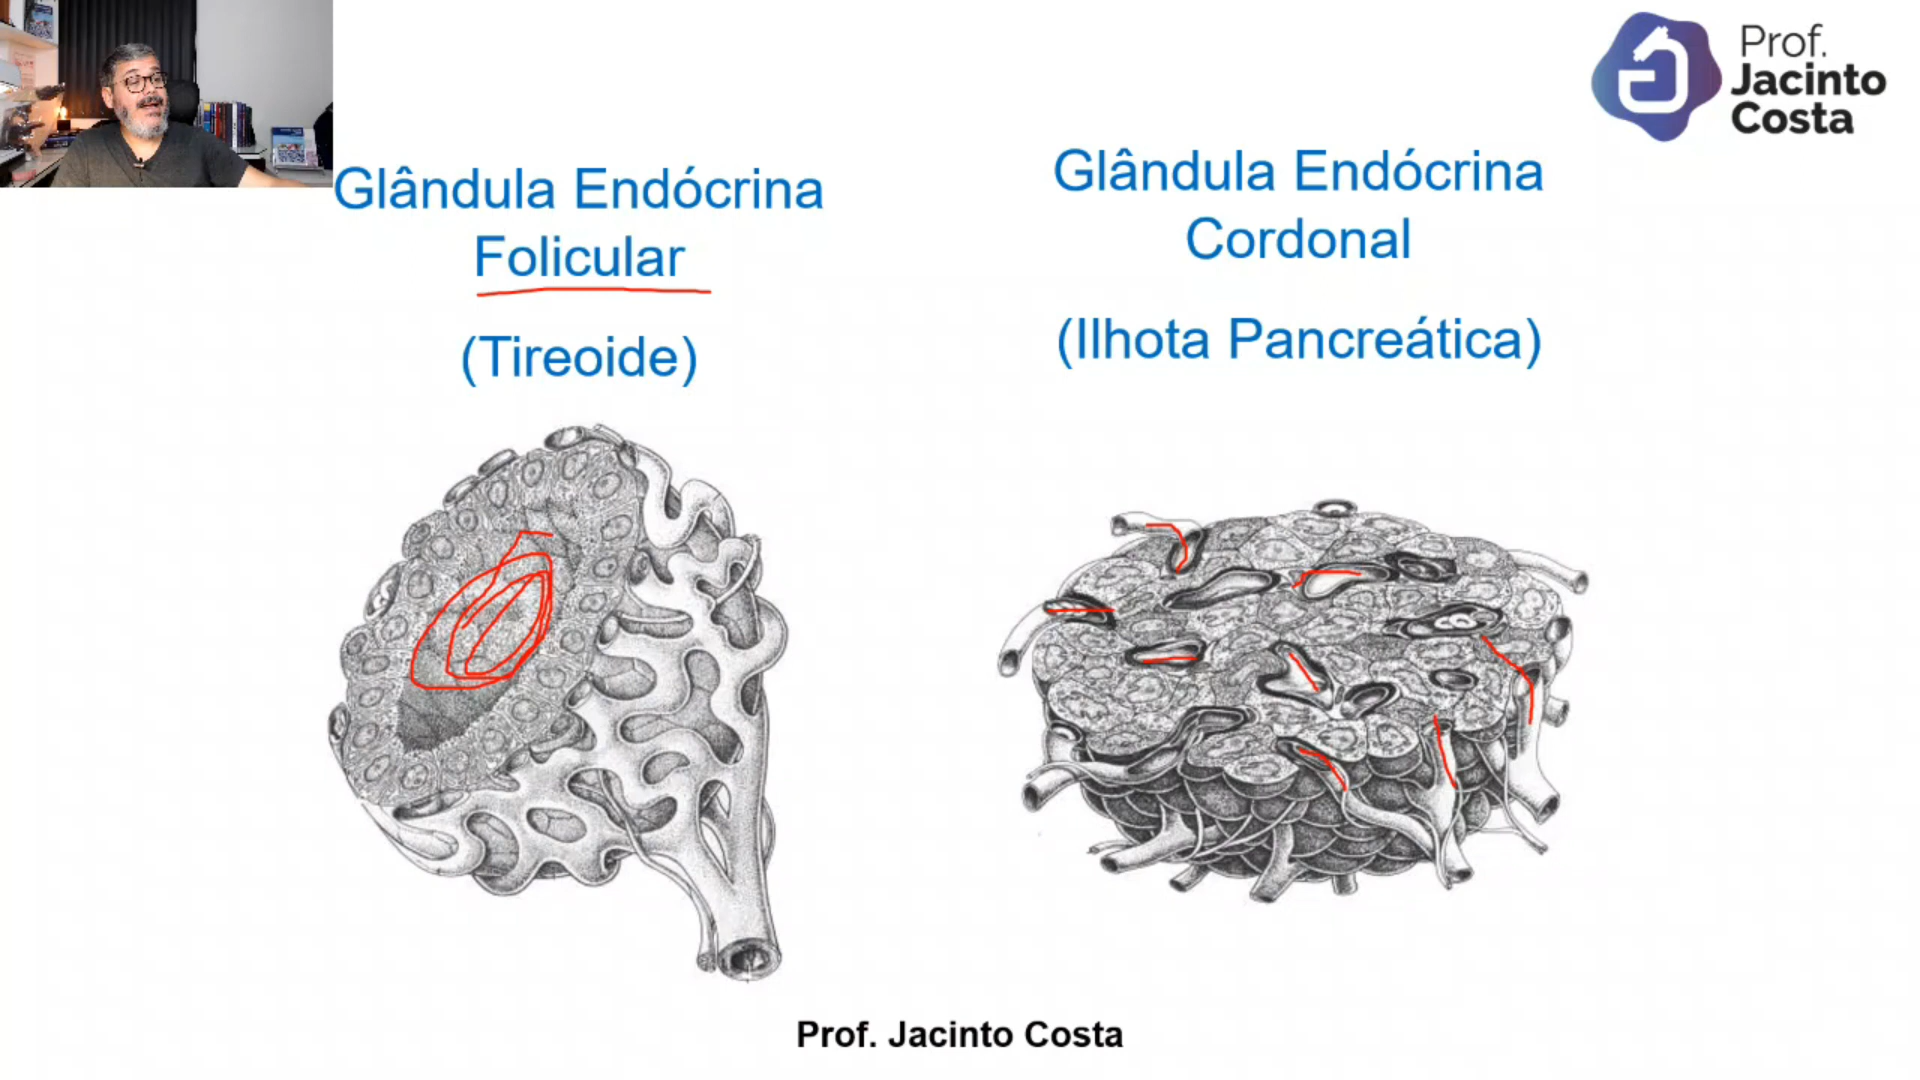 Prof.
Jacinto
Costa
Glândula Endócrina
Folicular
(Tireoide)
Glândula Endócrina
Cordonal
(Ilhota Pancreática)
Prof. Jacinto Costa